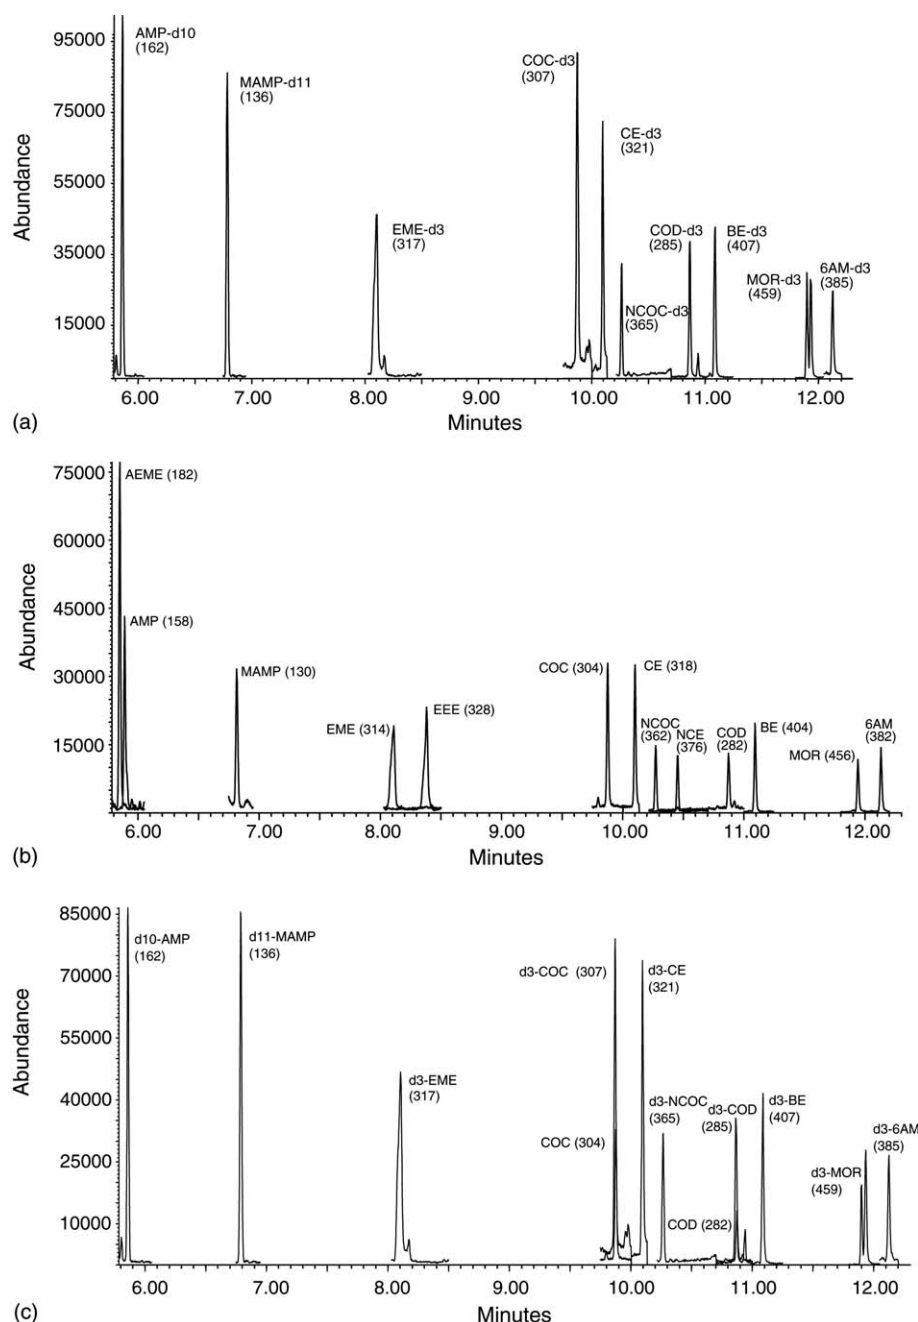 95000
75000
55000
35000
15000
Abundance
AMP-d10
(162)
MAMP-d11
(136)
EME-d3
(317)
COC-d3
(307)
CE-d3
(321)
NCOC-d3
(365)
COD-d3
(285)
BE-d3
(407)
MOR-d3
(459)
6AM-d3
(385)
6.00 7.00 8.00 9.00 10.00 11.00 12.00
Minutes
(a)
75000
60000
45000
30000
15000
Abundance
AEME (182)
AMP (158)
MAMP (130)
EME (314)
EEE (328)
COC (304)
CE (318)
NCOC
(362)
NCE
(376)
COD
(282)
BE (404)
MOR (456)
6AM
(382)
6.00 7.00 8.00 9.00 10.00 11.00 12.00
Minutes
(b)
85000
70000
55000
40000
25000
10000
Abundance
d10-AMP
(162)
d11-MAMP
(136)
d3-EME
(317)
d3-COC (307)
d3-CE
(321)
COC (304)
d3-NCOC
(365)
d3-COD
(285)
COD (282)
d3-BE
(407)
d3-MOR
(459)
d3-6AM
(385)
6.00 7.00 8.00 9.00 10.00 11.00 12.00
Minutes
(c)